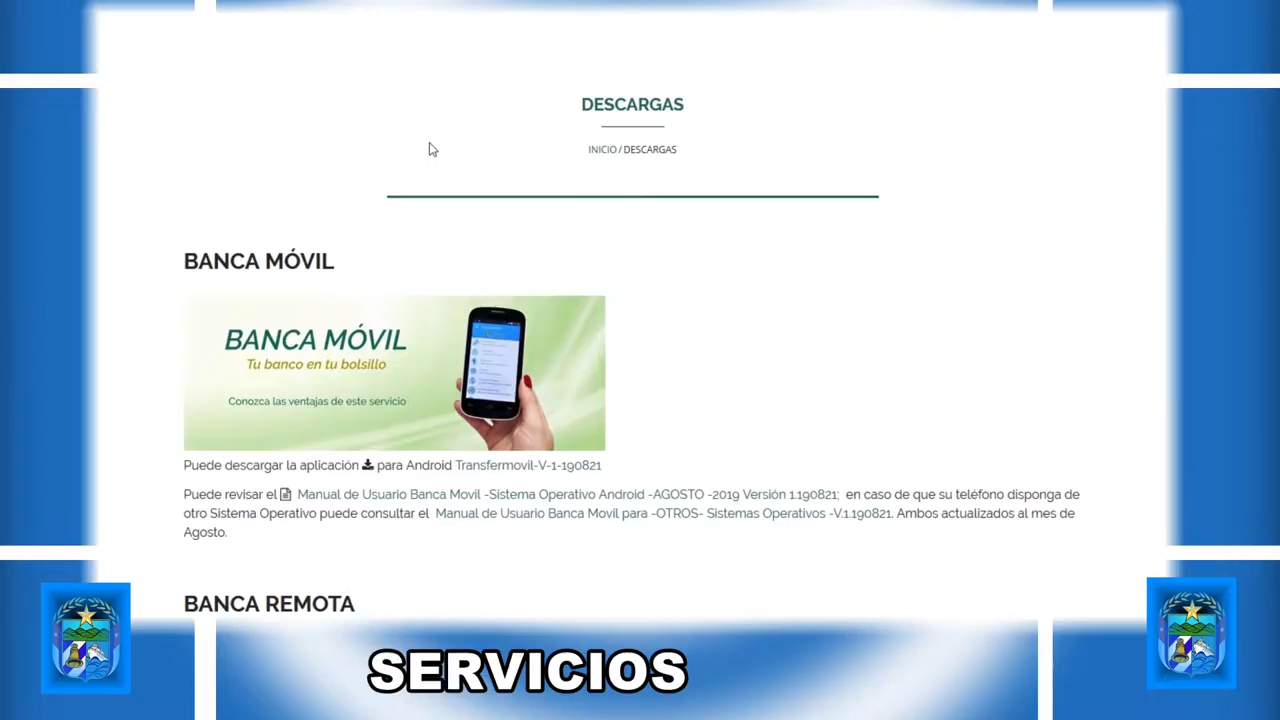 DESCARGAS
INICIO / DESCARGAS
BANCA MÓVIL
BANCA MÓVIL
Tu banco en tu bolsillo
Conozca las ventajas de este servicio
Puede descargar la aplicación para Android Transfermovil-V-1-190821
Puede revisar el Manual de Usuario Banca Movil -Sistema Operativo Android -AGOSTO -2019 Versión 1.190821; en caso de que su teléfono disponga de
otro Sistema Operativo puede consultar el Manual de Usuario Banca Movil para -OTROS- Sistemas Operativos -V.1.190821. Ambos actualizados al mes de
Agosto.
BANCA REMOTA
SERVICIOS